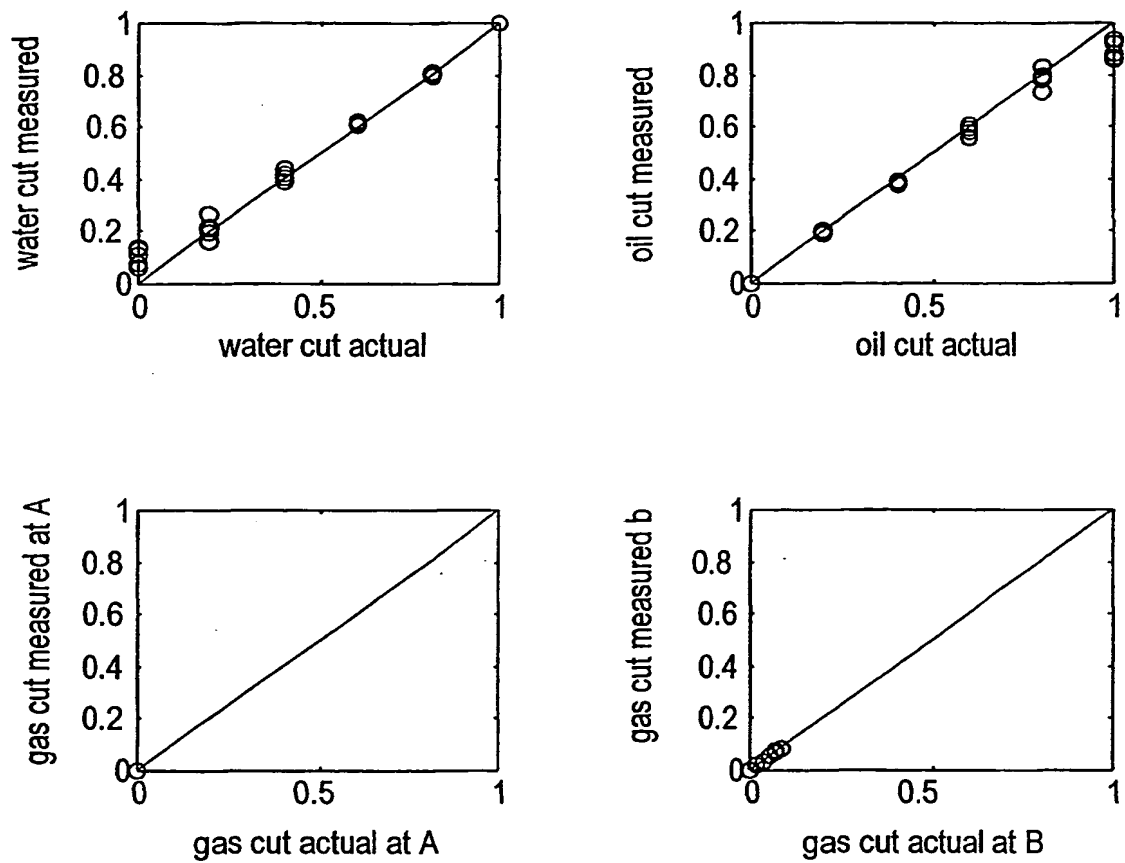 water cut measured
1
0.8
0.6
0.4
0.2
0
0 0.5 1
water cut actual
oil cut measured
1
0.8
0.6
0.4
0.2
0
0 0.5 1
oil cut actual
gas cut measured at A
1
0.8
0.6
0.4
0.2
0
0 0.5 1
gas cut actual at A
gas cut measured b
1
0.8
0.6
0.4
0.2
0
0 0.5 1
gas cut actual at B